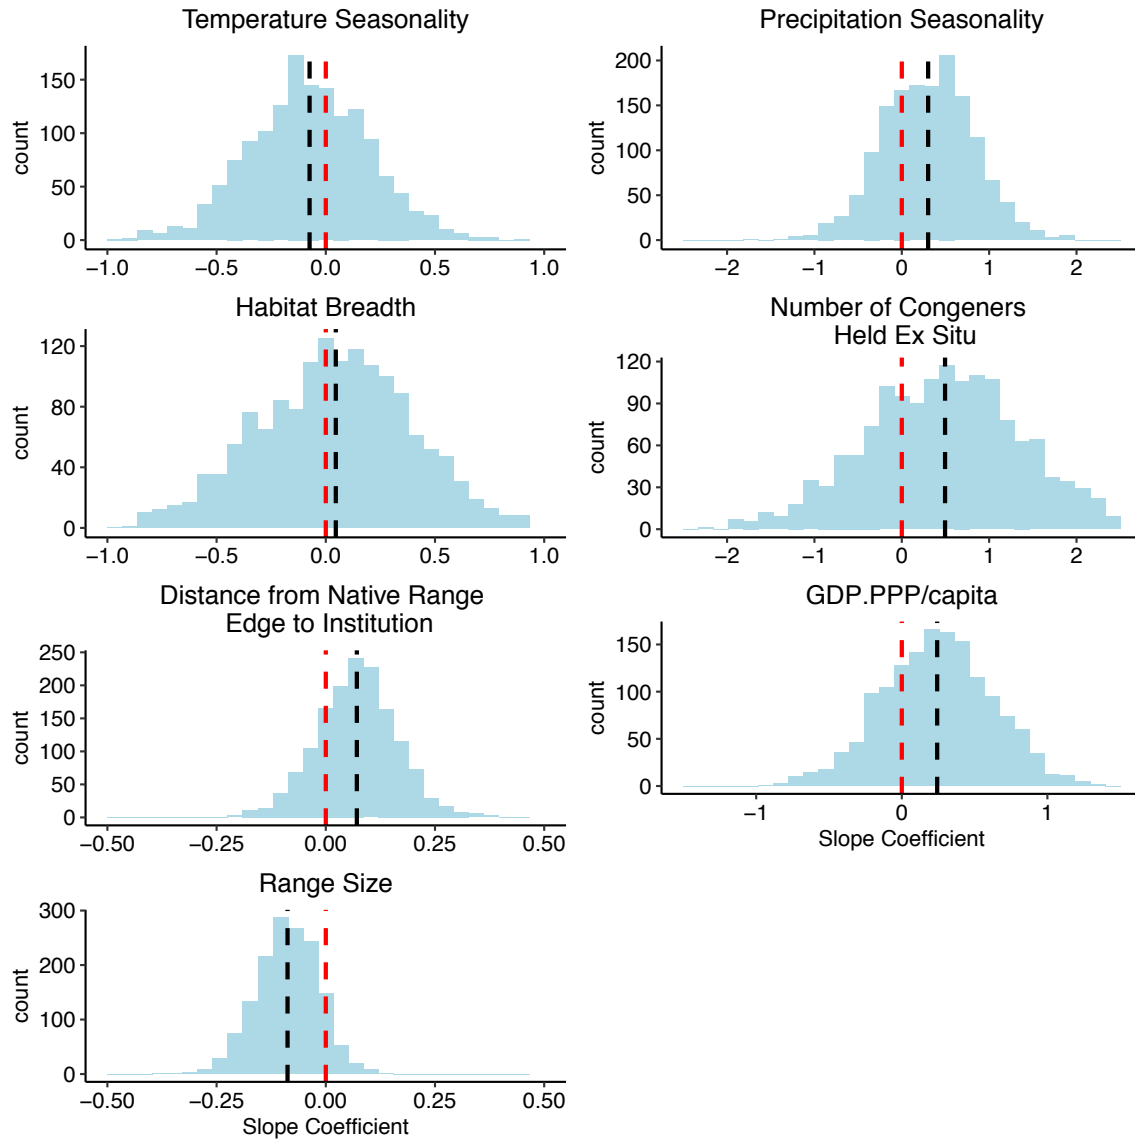 Temperature Seasonality
150
100
50
0
count
−1.0 −0.5 0.0 0.5 1.0
Precipitation Seasonality
200
150
100
50
0
count
−2 −1 0 1 2
Habitat Breadth
120
80
40
0
count
−1.0 −0.5 0.0 0.5 1.0
Number of Congeners
Held Ex Situ
120
90
60
30
0
count
−2 −1 0 1 2
Distance from Native Range
Edge to Institution
250
200
150
100
50
0
count
−0.50 −0.25 0.00 0.25 0.50
GDP.PPP/capita
150
100
50
0
count
−1 0 1
Slope Coefficient
Range Size
300
200
100
0
count
−0.50 −0.25 0.00 0.25 0.50
Slope Coefficient